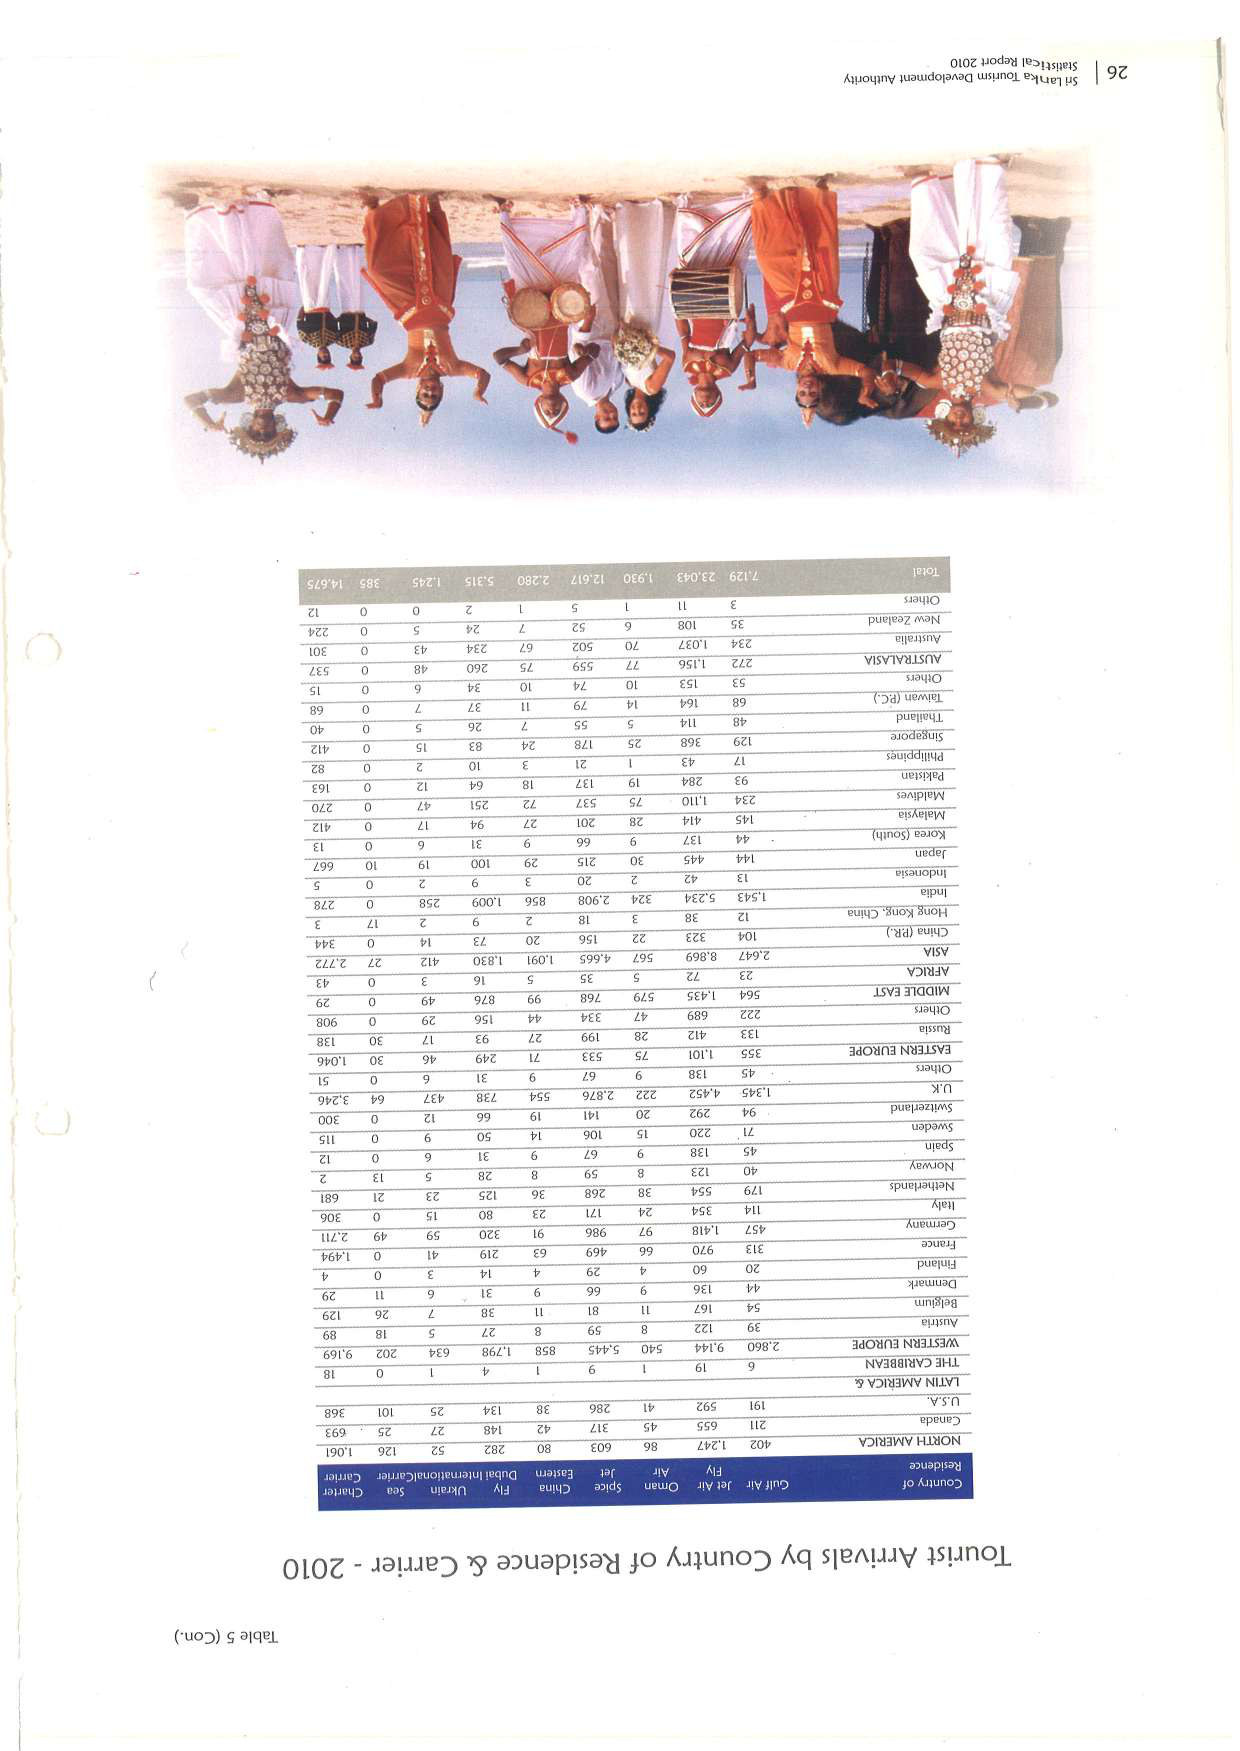 Table 5 (Con.)
Tourist Arrivals by Country of Residence & Carrier - 2010
Country of Residence Gulf Air Jet Air Fly Oman Air Spice Jet China Eastern Fly Dubai Ukrain International Sea Carrier Charter Carrier
NORTH AMERICA 402 1,247 86 603 80 282 52 126 1,061
Canada 211 655 45 317 42 148 27 25 693
U.S.A. 191 592 41 286 38 134 25 101 368
LATIN AMERICA &
THE CARIBBEAN 6 19 1 9 1 4 1 0 18
WESTERN EUROPE 2,860 9,144 540 5,445 858 1,798 634 202 9,169
Austria 39 122 8 59 8 27 5 18 89
Belgium 54 167 11 81 11 38 7 26 129
Denmark 44 136 9 66 9 31 6 11 29
Finland 20 60 4 29 4 14 3 0 4
France 313 970 66 469 63 219 41 0 1,494
Germany 457 1,418 97 986 91 320 59 49 2,711
Italy 114 354 24 171 23 80 15 0 306
Netherlands 179 554 38 268 36 125 23 21 681
Norway 40 123 8 59 8 28 5 13 2
Spain 45 138 9 67 9 31 6 0 12
Sweden 71 220 15 106 14 50 9 0 115
Switzerland 94 292 20 141 19 66 12 0 300
U.K 1,345 4,452 222 2,876 554 738 437 64 3,246
Others 45 138 9 67 9 31 6 0 51
EASTERN EUROPE 355 1,101 75 533 71 249 46 30 1,046
Russia 133 412 28 199 27 93 17 30 138
Others 222 689 47 334 44 156 29 0 908
MIDDLE EAST 564 1,435 579 768 99 876 49 0 29
AFRICA 23 72 5 35 5 16 3 0 43
ASIA 2,647 8,869 567 4,665 1,091 1,830 412 27 2,772
China (P.R.) 104 323 22 156 20 73 14 0 344
Hong Kong, China 12 38 3 18 2 9 2 17 3
India 1,543 5,234 324 2,908 856 1,009 258 0 278
Indonesia 13 42 2 20 3 9 2 0 5
Japan 144 445 30 215 29 100 19 10 667
Korea (South) 44 137 9 66 9 31 6 0 13
Malaysia 145 414 28 201 27 94 17 0 412
Maldives 234 1,110 75 537 72 251 47 0 270
Pakistan 93 284 19 137 18 64 12 0 163
Philippines 17 43 1 21 3 10 2 0 82
Singapore 129 368 25 178 24 83 15 0 412
Thailand 48 114 5 55 7 26 5 0 40
Taiwan (P.C.) 68 164 14 79 11 37 7 0 68
Others 53 153 10 74 10 34 6 0 15
AUSTRALASIA 272 1,156 77 559 75 260 48 0 537
Australia 234 1,037 70 502 67 234 43 0 301
New Zealand 35 108 6 52 7 24 5 0 224
Others 3 11 1 5 1 2 0 0 12
Total 7,129 23,043 1,930 12,617 2,280 5,315 1,245 385 14,675
26 | Sri Lanka Tourism Development Authority
Statistical Report 2010